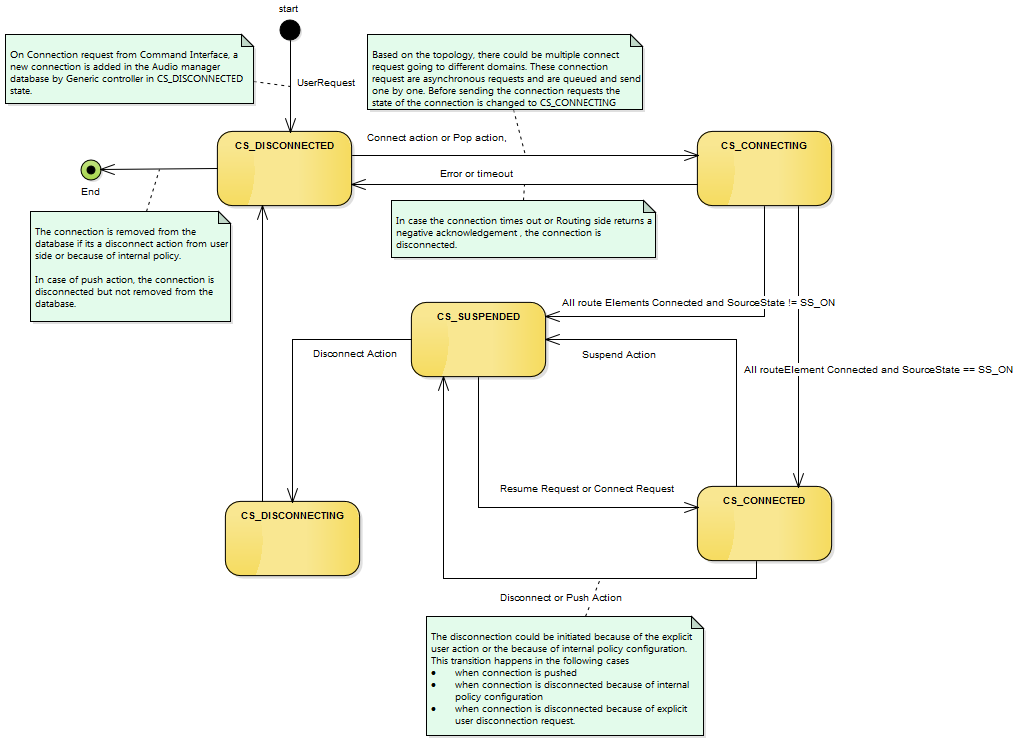 start
On Connection request from Command Interface, a
new connection is added in the Audio manager
database by Generic controller in CS_DISCONNECTED
state.
UserRequest
Based on the topology, there could be multiple connect
request going to different domains. These connection
request are asynchronous requests and are queued and send
one by one. Before sending the connection requests the
state of the connection is changed to CS_CONNECTING
CS_DISCONNECTED
Connect action or Pop action,
CS_CONNECTING
Error or timeout
End
The connection is removed from the
database if its a disconnect action from user
side or because of internal policy.
In case of push action, the connection is
disconnected but not removed from the
database.
In case the connection times out or Routing side returns a
negative acknowledgement , the connection is
disconnected.
All route Elements Connected and SourceState != SS_ON
CS_SUSPENDED
Disconnect Action
Suspend Action
All routeElement Connected and SourceState == SS_ON
Resume Request or Connect Request
CS_CONNECTED
CS_DISCONNECTING
Disconnect or Push Action
The disconnection could be initiated because of the explicit
user action or the because of internal policy configuration.
This transition happens in the following cases
• when connection is pushed
• when connection is disconnected because of internal
policy configuration
• when connection is disconnected because of explicit
user disconnection request.